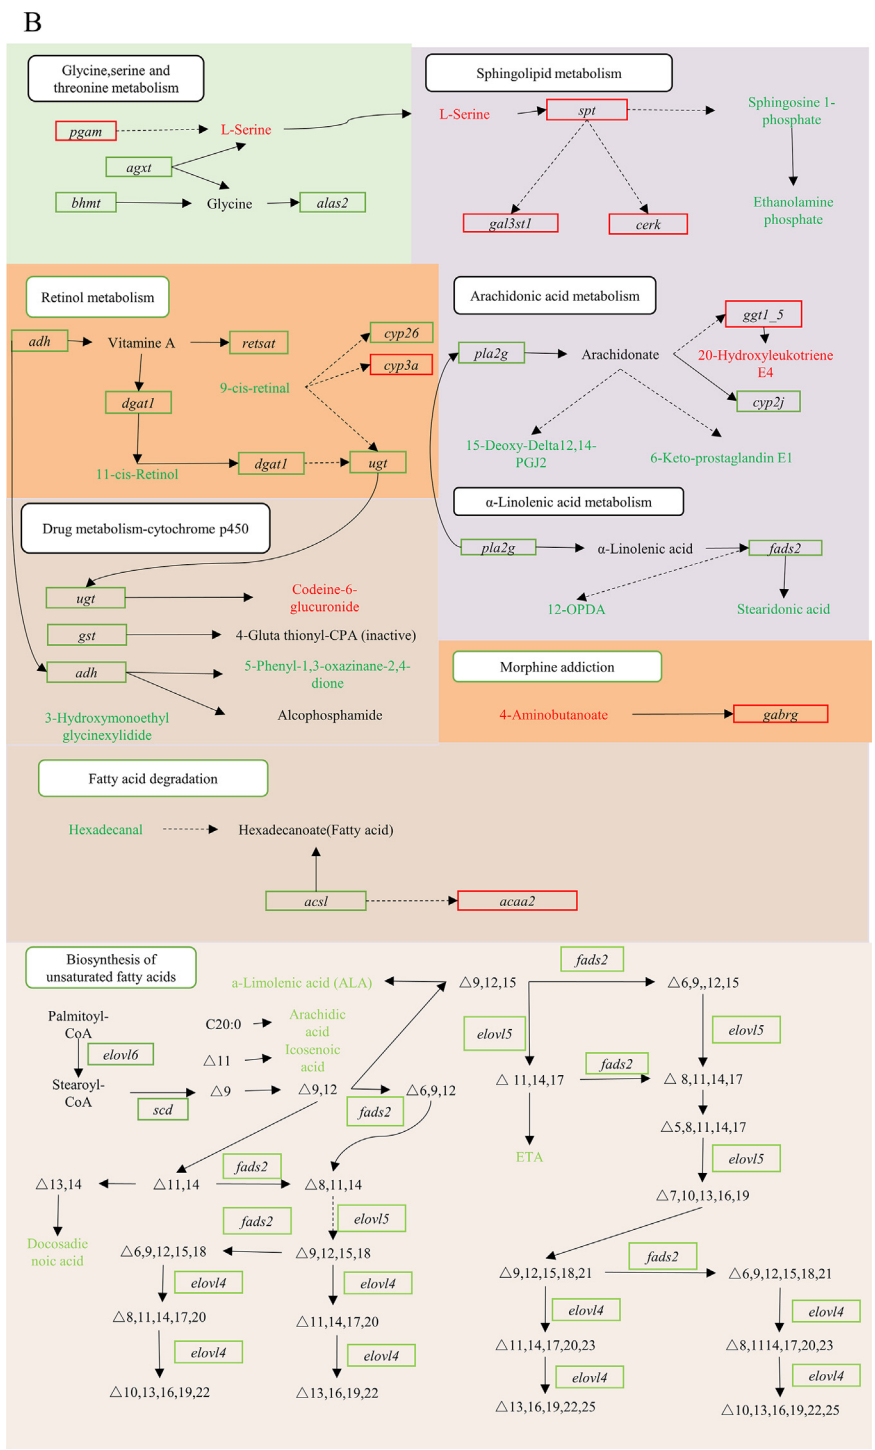 B
Glycine,serine and
threonine metabolism
pgam
L-Serine
agxt
bhmt
Glycine
alas2
Sphingolipid metabolism
L-Serine
spt
Sphingosine 1-
phosphate
Ethanolamine
phosphate
gal3st1
cerk
Retinol metabolism
adh
Vitamine A
retsat
cyp26
cyp3a
9-cis-retinal
dgat1
11-cis-Retinol
dgat1
ugt
Arachidonic acid metabolism
ggt1_5
pla2g
Arachidonate
20-Hydroxyleukotriene
E4
cyp2j
15-Deoxy-Delta12,14-
PGJ2
6-Keto-prostaglandin E1
α-Linolenic acid metabolism
pla2g
α-Linolenic acid
fads2
12-OPDA
Stearidonic acid
Drug metabolism-cytochrome p450
ugt
Codeine-6-
glucuronide
gst
4-Gluta thionyl-CPA (inactive)
adh
5-Phenyl-1,3-oxazinane-2,4-
dione
3-Hydroxymonoethyl
glycinexylidide
Alcophosphamide
Morphine addiction
4-Aminobutanoate
gabrg
Fatty acid degradation
Hexadecanal
Hexadecanoate(Fatty acid)
acsl
acaa2
Biosynthesis of
unsaturated fatty acids
a-Limolenic acid (ALA)
△9,12,15
fads2
△6,9,,12,15
Palmitoyl-
CoA
C20:0
Arachidic
acid
elovl5
elovl5
elovl6
△11
Icosenoic
acid
Stearoyl-
CoA
scd
△9
△9,12
fads2
△6,9,12
△ 11,14,17
fads2
△ 8,11,14,17
△5,8,11,14,17
ETA
elovl5
△13,14
△11,14
fads2
△8,11,14
△7,10,13,16,19
Docosadie
noic acid
fads2
elovl5
△6,9,12,15,18
△9,12,15,18
△9,12,15,18,21
fads2
△6,9,12,15,18,21
elovl4
elovl4
elovl4
elovl4
△8,11,14,17,20
△11,14,17,20
△11,14,17,20,23
△8,1114,17,20,23
elovl4
elovl4
elovl4
elovl4
△10,13,16,19,22
△13,16,19,22
△13,16,19,22,25
△10,13,16,19,22,25